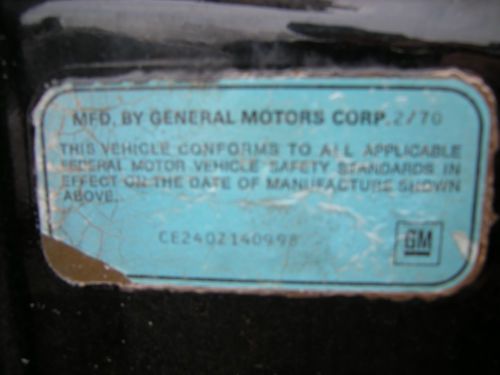 MFD. BY GENERAL MOTORS CORP. 2/70
THIS VEHICLE CONFORMS TO ALL APPLICABLE
FEDERAL MOTOR VEHICLE SAFETY STANDARDS IN
EFFECT ON THE DATE OF MANUFACTURE SHOWN
ABOVE.
CE240Z140998
GM